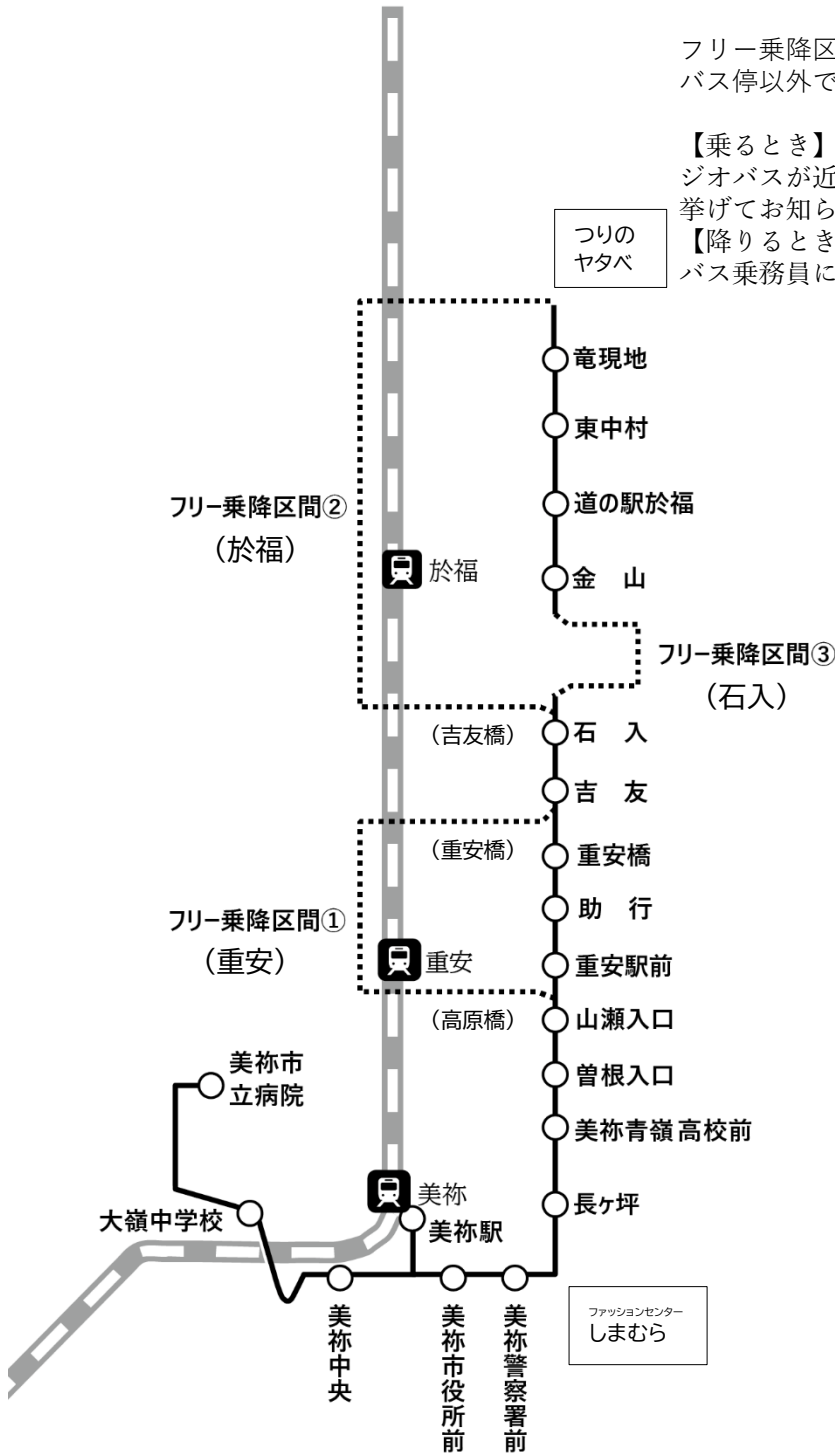 フリー乗降区
バス停以外で
【乗るとき】
ジオバスが近
挙げてお知ら
【降りるとき
バス乗務員に
つりの
ヤタベ
竜現地
東中村
道の駅於福
金　山
フリー乗降区間②
（於福）
於福
フリー乗降区間③
（石入）
（吉友橋）
石　入
吉　友
（重安橋）
重安橋
助　行
フリー乗降区間①
（重安）
重安
重安駅前
（高原橋）
山瀬入口
曽根入口
美祢市
立病院
美祢青嶺高校前
美祢
長ヶ坪
大嶺中学校
美祢駅
美祢中央
美祢市役所前
美祢警察署前
ファッションセンター
しまむら